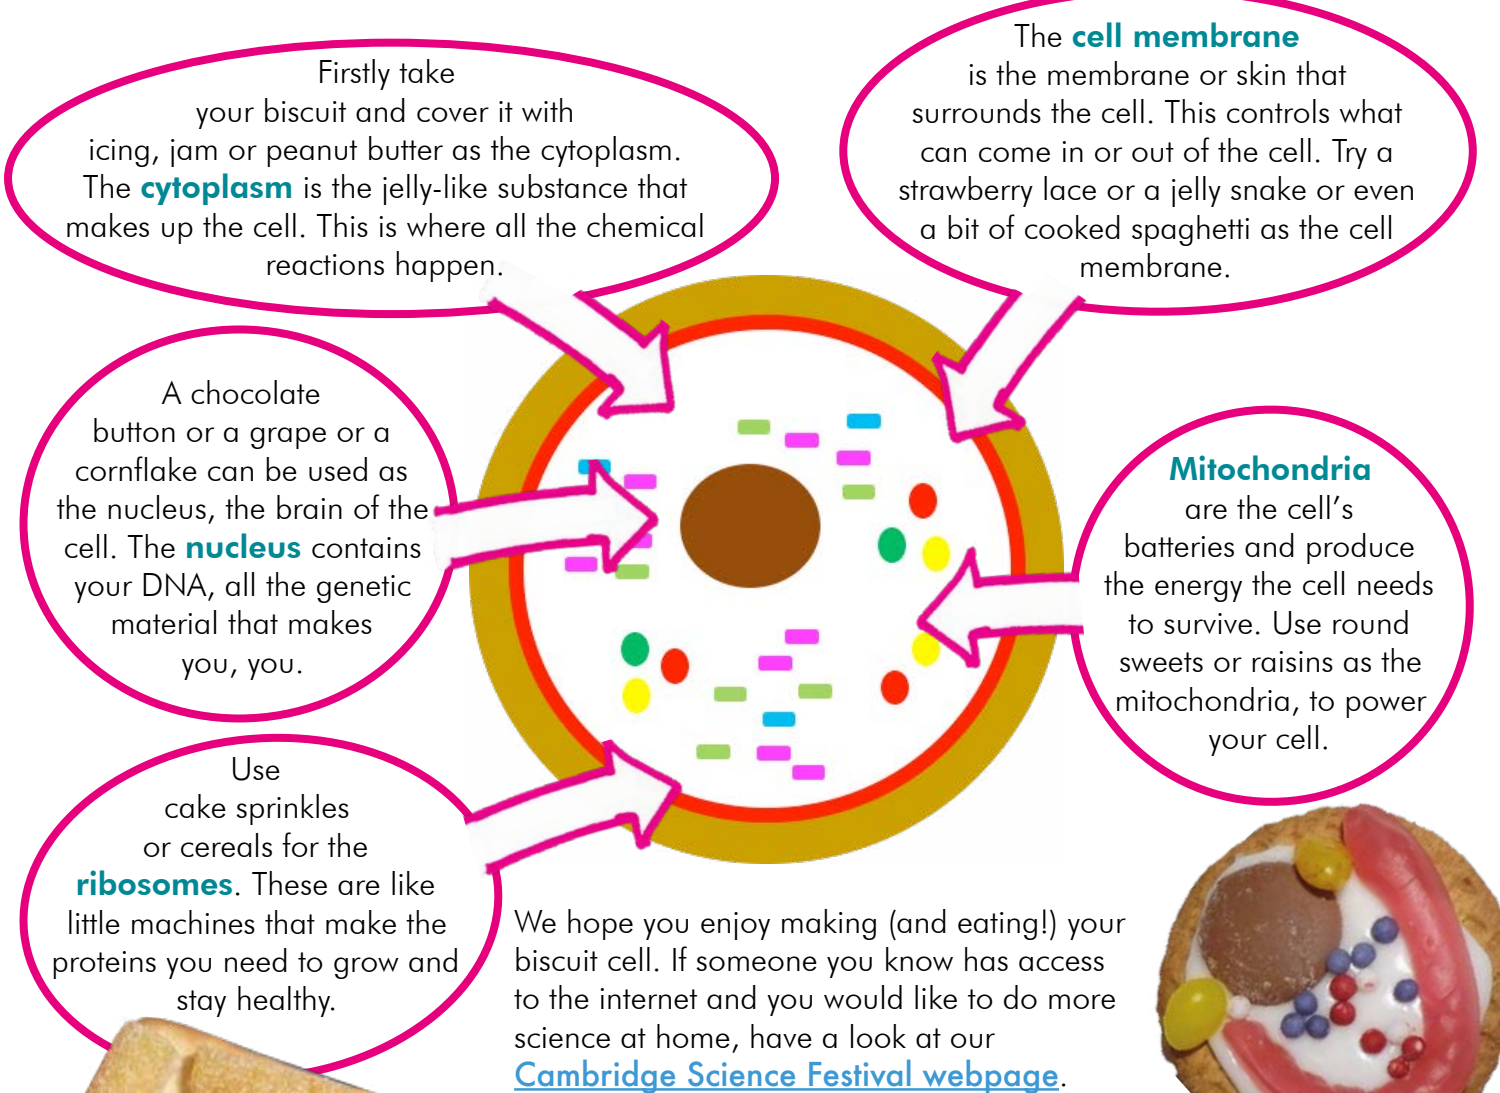 Firstly take
your biscuit and cover it with
icing, jam or peanut butter as the cytoplasm.
The cytoplasm is the jelly-like substance that
makes up the cell. This is where all the chemical
reactions happen.
The cell membrane
is the membrane or skin that
surrounds the cell. This controls what
can come in or out of the cell. Try a
strawberry lace or a jelly snake or even
a bit of cooked spaghetti as the cell
membrane.
A chocolate
button or a grape or a
cornflake can be used as
the nucleus, the brain of the
cell. The nucleus contains
your DNA, all the genetic
material that makes
you, you.
Mitochondria
are the cell’s
batteries and produce
the energy the cell needs
to survive. Use round
sweets or raisins as the
mitochondria, to power
your cell.
Use
cake sprinkles
or cereals for the
ribosomes. These are like
little machines that make the
proteins you need to grow and
stay healthy.
We hope you enjoy making (and eating!) your
biscuit cell. If someone you know has access
to the internet and you would like to do more
science at home, have a look at our
Cambridge Science Festival webpage.